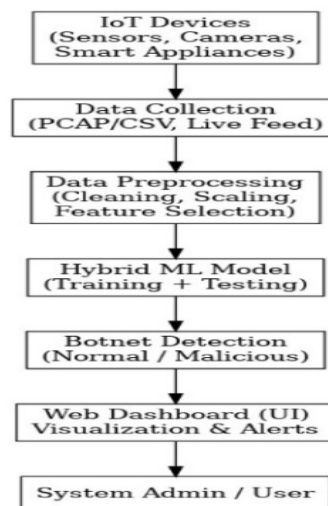 IoT Devices
(Sensors, Cameras,
Smart Appliances)
Data Collection
(PCAP/CSV, Live Feed)
Data Preprocessing
(Cleaning, Scaling,
Feature Selection)
Hybrid ML Model
(Training + Testing)
Botnet Detection
(Normal / Malicious)
Web Dashboard (UI)
Visualization & Alerts
System Admin / User